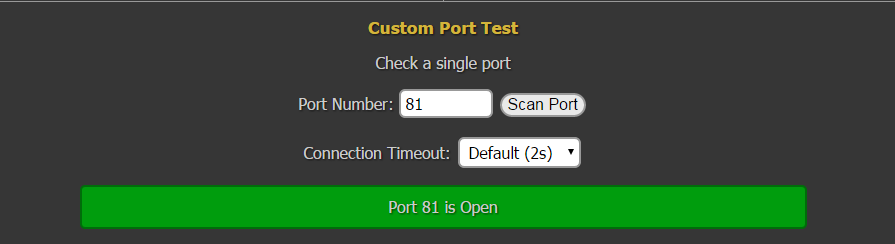 Custom Port Test
Check a single port
Port Number: 81 Scan Port
Connection Timeout: Default (2s)
Port 81 is Open